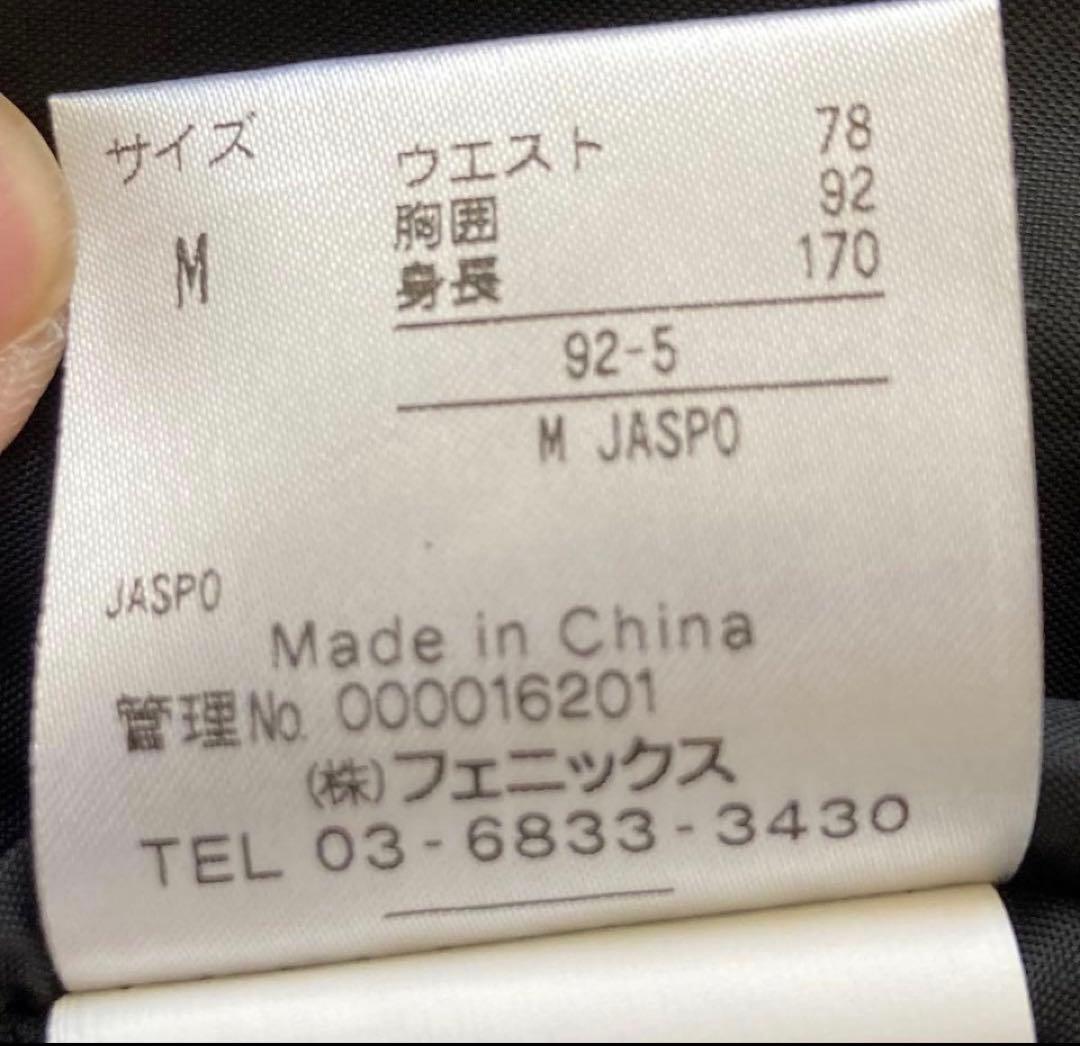 サイズ
M
ウエスト 78
胸囲 92
身長 170
92-5
M JASPO
JASPO
Made in China
管理No. 000016201
(株)フェニックス
TEL 03-6833-3430